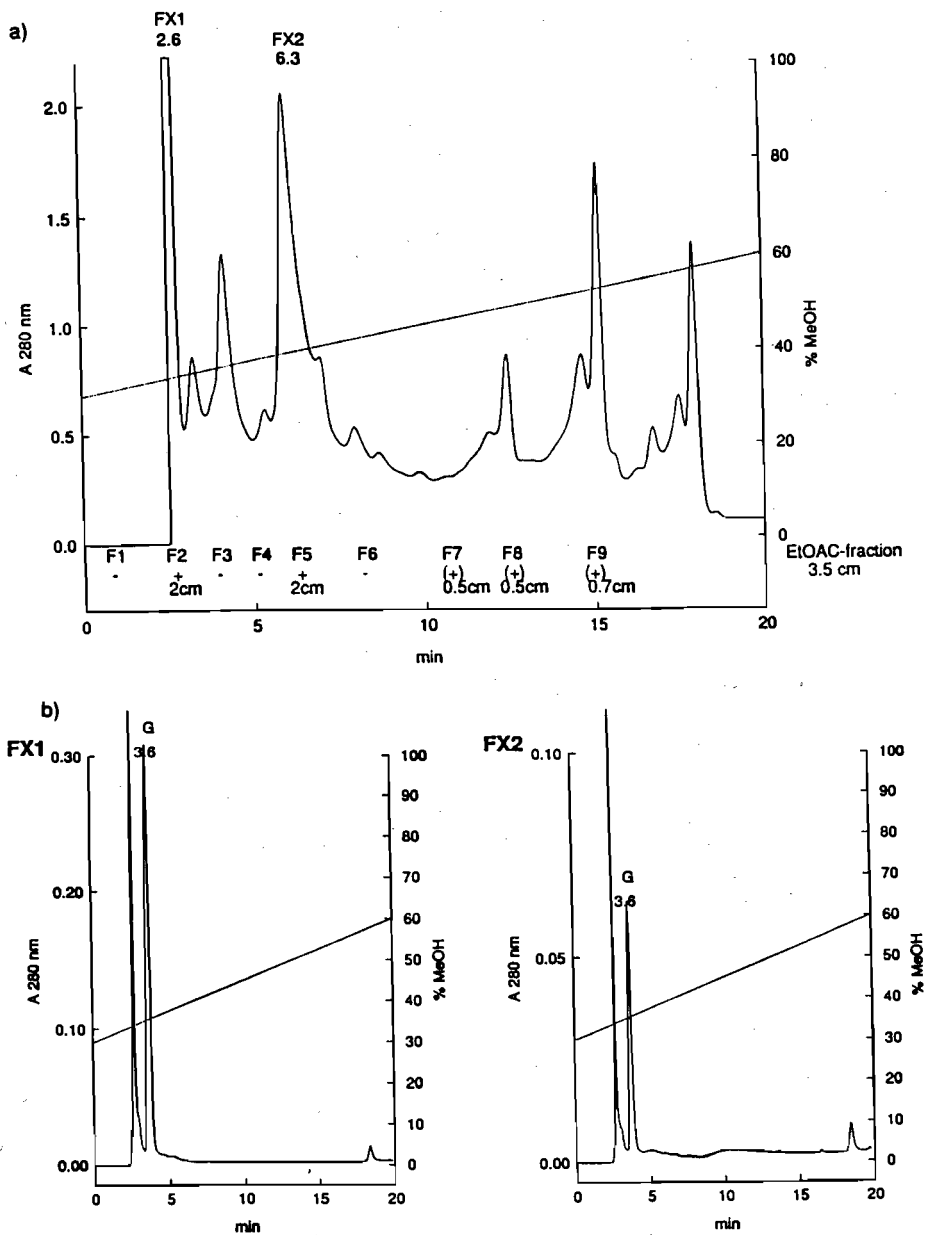 a)
FX1
2.6
FX2
6.3
2.0
1.5
1.0
0.5
0.0
A 280 nm
100
80
60
40
20
0
% MeOH
F1 F2 F3 F4 F5 F6 F7 F8 F9
- + - - + - (+) (+) (+)
2cm 2cm 0.5cm 0.5cm 0.7cm
EtOAC-fraction
3.5 cm
0 5 10 15 20
min
b)
FX1
G
3.6
0.30
0.20
0.10
0.00
A 280 nm
100
90
80
70
60
50
40
30
20
10
0
% MeOH
0 5 10 15 20
min
FX2
G
3.6
0.10
0.05
0.00
A 280 nm
100
90
80
70
60
50
40
30
20
10
0
% MeOH
0 5 10 15 20
min